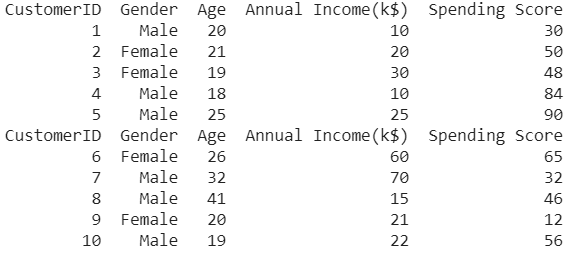 CustomerID Gender Age Annual Income(k$) Spending Score
1 Male 20 10 30
2 Female 21 20 50
3 Female 19 30 48
4 Male 18 10 84
5 Male 25 25 90
CustomerID Gender Age Annual Income(k$) Spending Score
6 Female 26 60 65
7 Male 32 70 32
8 Male 41 15 46
9 Female 20 21 12
10 Male 19 22 56